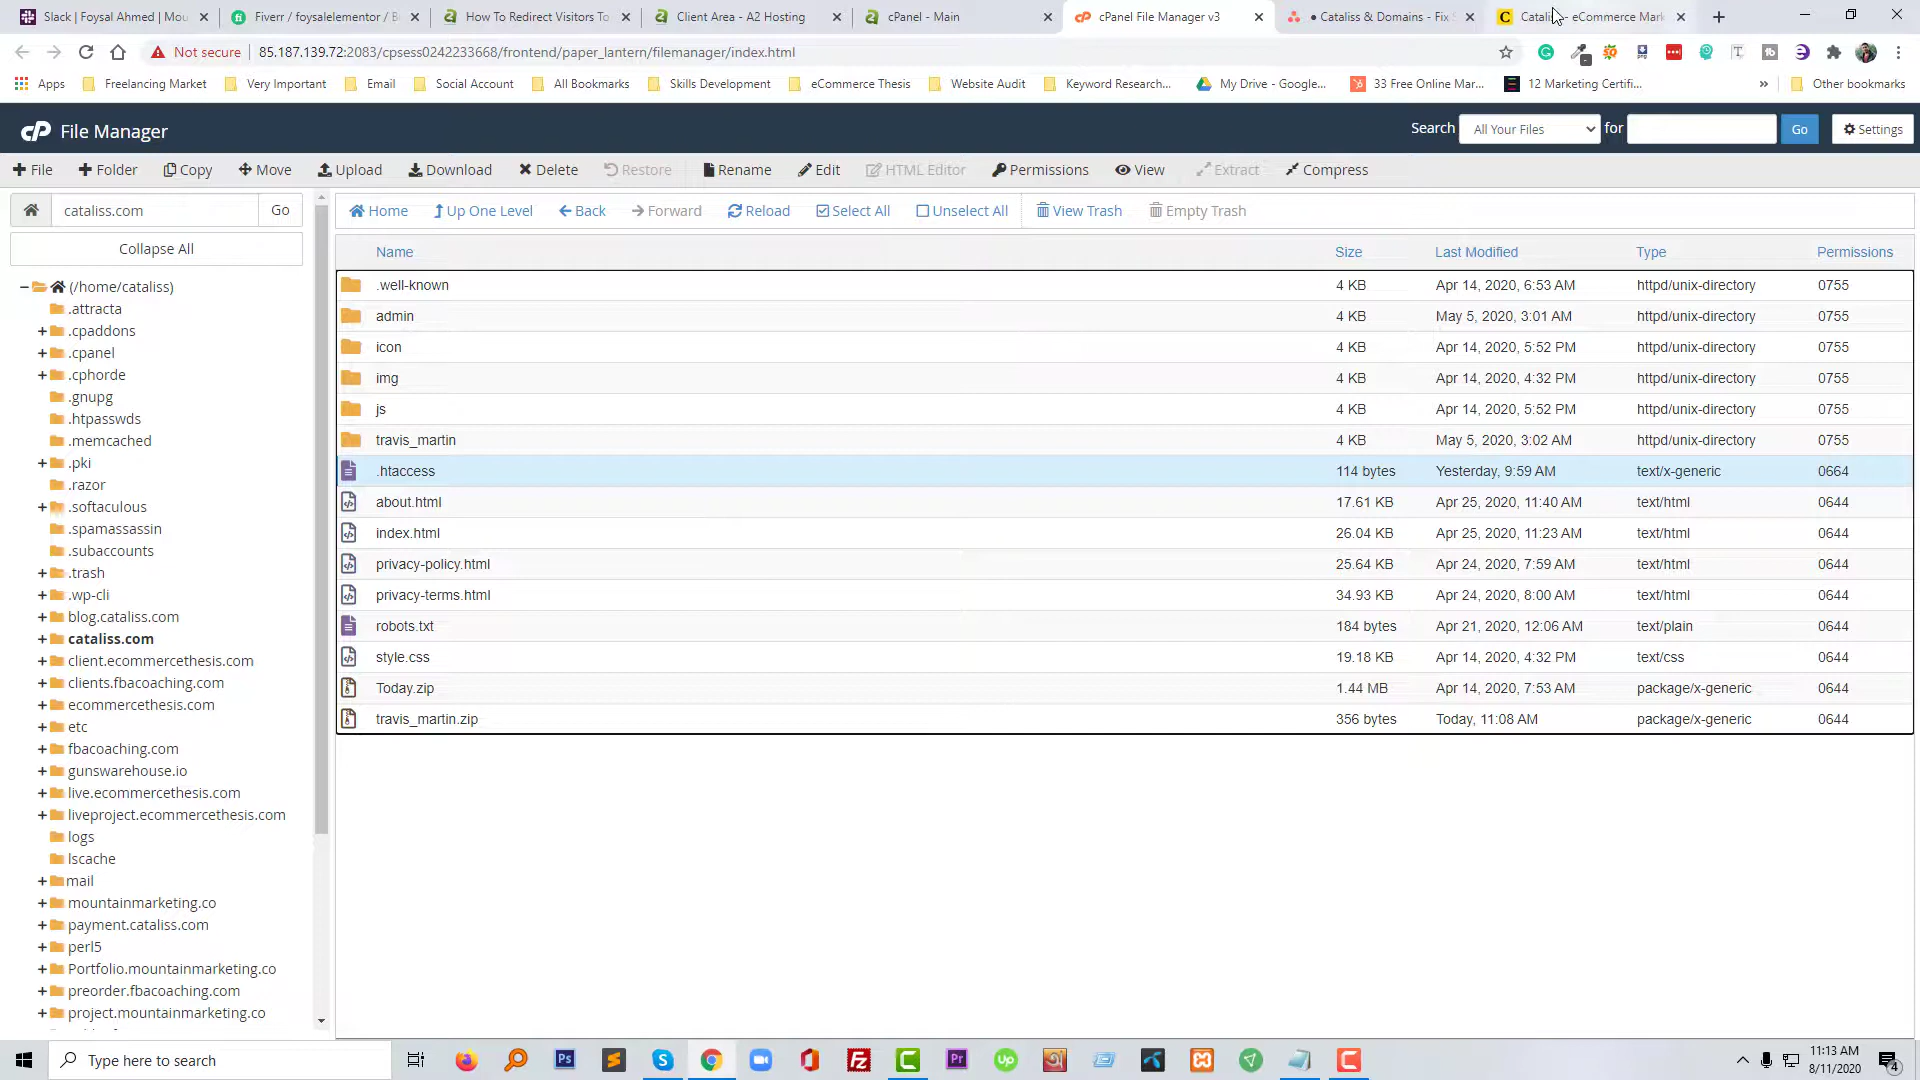 Slack | Foysal Ahmed | Mou
Fiverr / foysalelementor / B
How To Redirect Visitors To
Client Area - A2 Hosting
cPanel - Main
cPanel File Manager v3
● Cataliss & Domains - Fix
- eCommerce Mark
Not secure
85.187.139.72:2083/cpsess0242233668/frontend/paper_lantern/filemanager/index.html
Apps Freelancing Market Very Important Email Social Account All Bookmarks Skills Development eCommerce Thesis Website Audit Keyword Research... My Drive - Google... 33 Free Online Mar... 12 Marketing Certifi... » Other bookmarks
cP File Manager
Search All Your Files for Go Settings
File Folder Copy Move Upload Download Delete Restore Rename Edit HTML Editor Permissions View Extract Compress
cataliss.com Go
Home Up One Level Back Forward Reload Select All Unselect All View Trash Empty Trash
Collapse All
(/home/cataliss)
.attracta
.cpaddons
.cpanel
.cphorde
.gnupg
.htpasswds
.memcached
.pki
.razor
.softaculous
.spamassassin
.subaccounts
.trash
.wp-cli
blog.cataliss.com
cataliss.com
client.ecommercethesis.com
clients.fbacoaching.com
ecommercethesis.com
etc
fbacoaching.com
gunswarehouse.io
live.ecommercethesis.com
liveproject.ecommercethesis.com
logs
lscache
mail
mountainmarketing.co
payment.cataliss.com
perl5
Portfolio.mountainmarketing.co
preorder.fbacoaching.com
project.mountainmarketing.co
Name Size Last Modified Type Permissions
.well-known 4 KB Apr 14, 2020, 6:53 AM httpd/unix-directory 0755
admin 4 KB May 5, 2020, 3:01 AM httpd/unix-directory 0755
icon 4 KB Apr 14, 2020, 5:52 PM httpd/unix-directory 0755
img 4 KB Apr 14, 2020, 4:32 PM httpd/unix-directory 0755
js 4 KB Apr 14, 2020, 5:52 PM httpd/unix-directory 0755
travis_martin 4 KB May 5, 2020, 3:02 AM httpd/unix-directory 0755
.htaccess 114 bytes Yesterday, 9:59 AM text/x-generic 0664
about.html 17.61 KB Apr 25, 2020, 11:40 AM text/html 0644
index.html 26.04 KB Apr 25, 2020, 11:23 AM text/html 0644
privacy-policy.html 25.64 KB Apr 24, 2020, 7:59 AM text/html 0644
privacy-terms.html 34.93 KB Apr 24, 2020, 8:00 AM text/html 0644
robots.txt 184 bytes Apr 21, 2020, 12:06 AM text/plain 0644
style.css 19.18 KB Apr 14, 2020, 4:32 PM text/css 0644
Today.zip 1.44 MB Apr 14, 2020, 7:53 AM package/x-generic 0644
travis_martin.zip 356 bytes Today, 11:08 AM package/x-generic 0644
Type here to search
11:13 AM
8/11/2020
4